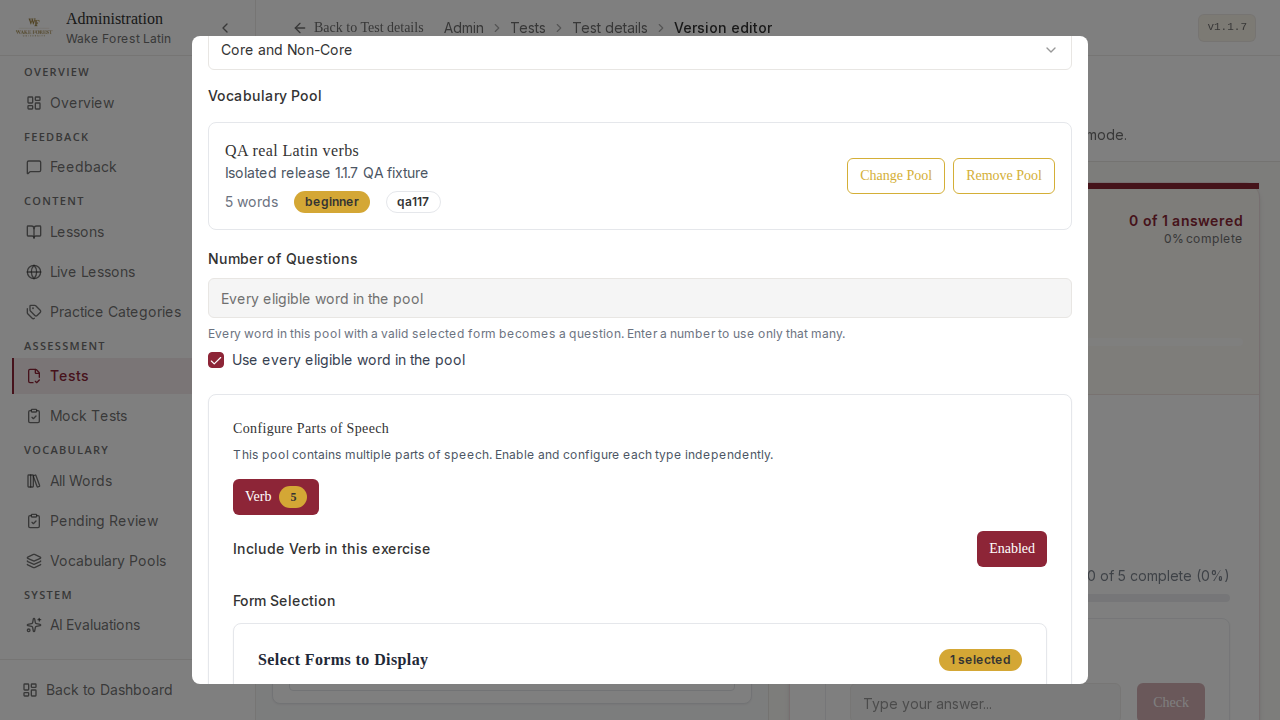 WF
WAKE FOREST
Administration
Wake Forest Latin
Back to Test details
Admin
Tests
Test details
Version editor
v1.1.7
OVERVIEW
Overview
FEEDBACK
Feedback
CONTENT
Lessons
Live Lessons
Practice Categories
ASSESSMENT
Tests
Mock Tests
VOCABULARY
All Words
Pending Review
Vocabulary Pools
SYSTEM
AI Evaluations
Back to Dashboard
Core and Non-Core
Vocabulary Pool
QA real Latin verbs
Isolated release 1.1.7 QA fixture
5 words beginner qa117
Change Pool Remove Pool
Number of Questions
Every eligible word in the pool
Every word in this pool with a valid selected form becomes a question. Enter a number to use only that many.
Use every eligible word in the pool
Configure Parts of Speech
This pool contains multiple parts of speech. Enable and configure each type independently.
Verb 5
Include Verb in this exercise
Enabled
Form Selection
Select Forms to Display
1 selected
mode.
0 of 1 answered
0% complete
0 of 5 complete (0%)
Type your answer...
Check